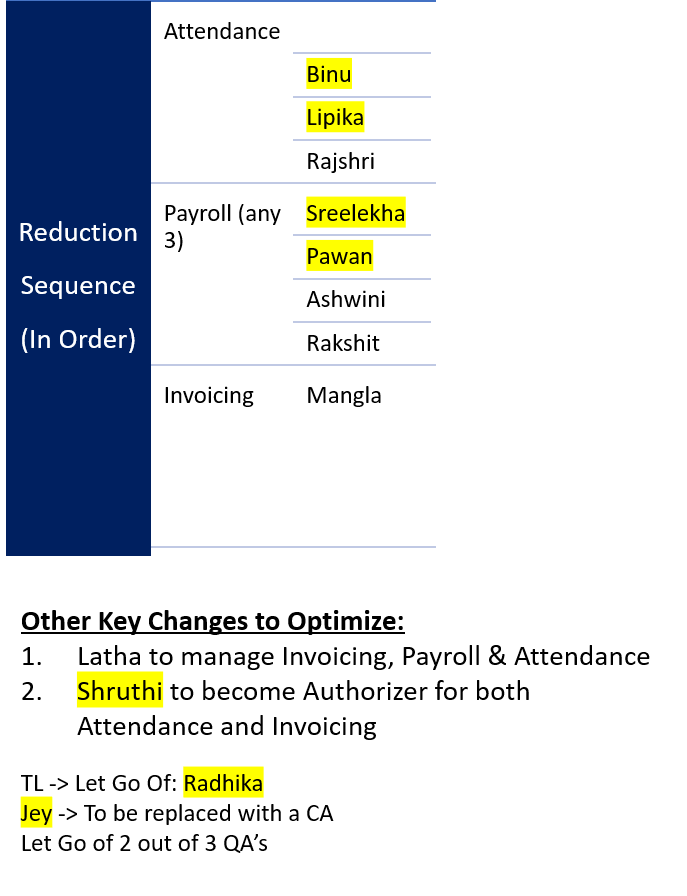 Reduction
Sequence
(In Order)
Attendance
Binu
Lipika
Rajshri
Payroll (any
3)
Sreelekha
Pawan
Ashwini
Rakshit
Invoicing
Mangla
Other Key Changes to Optimize:
1. Latha to manage Invoicing, Payroll & Attendance
2. Shruthi to become Authorizer for both
Attendance and Invoicing
TL -> Let Go Of: Radhika
Jey -> To be replaced with a CA
Let Go of 2 out of 3 QA’s